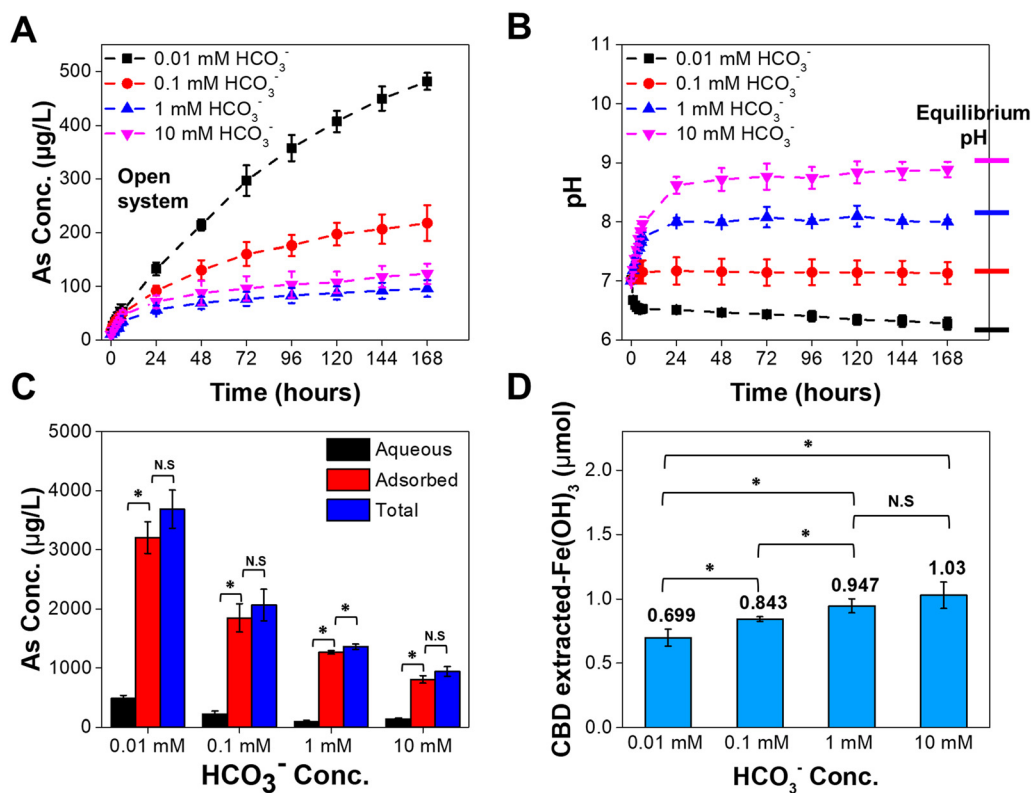 A
0.01 mM HCO3-
0.1 mM HCO3-
1 mM HCO3-
10 mM HCO3-
Open
system
As Conc. (µg/L)
500
400
300
200
100
0
0 24 48 72 96 120 144 168
Time (hours)
B
0.01 mM HCO3-
0.1 mM HCO3-
1 mM HCO3-
10 mM HCO3-
Equilibrium
pH
pH
11
10
9
8
7
6
0 24 48 72 96 120 144 168
Time (hours)
C
Aqueous
Adsorbed
Total
As Conc. (µg/L)
5000
4000
3000
2000
1000
0
* N.S
* N.S
* *
* N.S
0.01 mM 0.1 mM 1 mM 10 mM
HCO3- Conc.
D
CBD extracted-Fe(OH)3 (µmol)
2.0
1.5
1.0
0.5
0.0
*
*
N.S
*
*
0.699 0.843 0.947 1.03
0.01 mM 0.1 mM 1 mM 10 mM
HCO3- Conc.